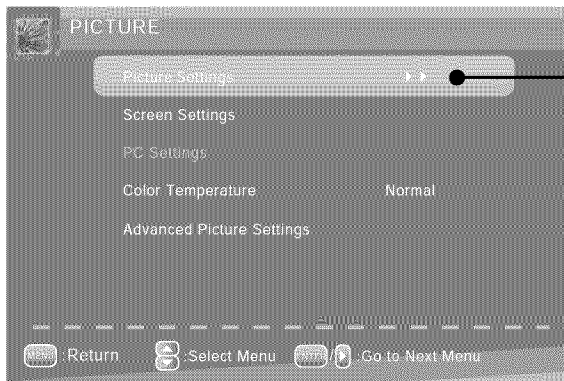 PICTURE
Picture Settings
Screen Settings
PC Settings
Color Temperature Normal
Advanced Picture Settings
MENU :Return :Select Menu ENTER / :Go to Next Menu